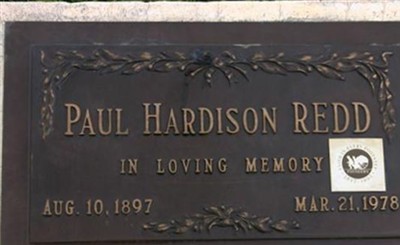 PAUL HARDISON REDD
IN LOVING MEMORY
AUG. 10, 1897 MAR. 21, 1978